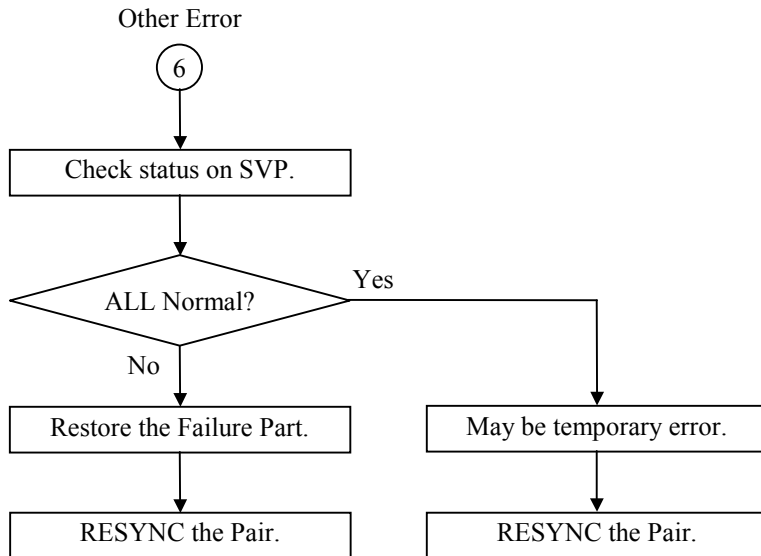 Other Error
6
Check status on SVP.
ALL Normal?
Yes
No
Restore the Failure Part.
May be temporary error.
RESYNC the Pair.
RESYNC the Pair.